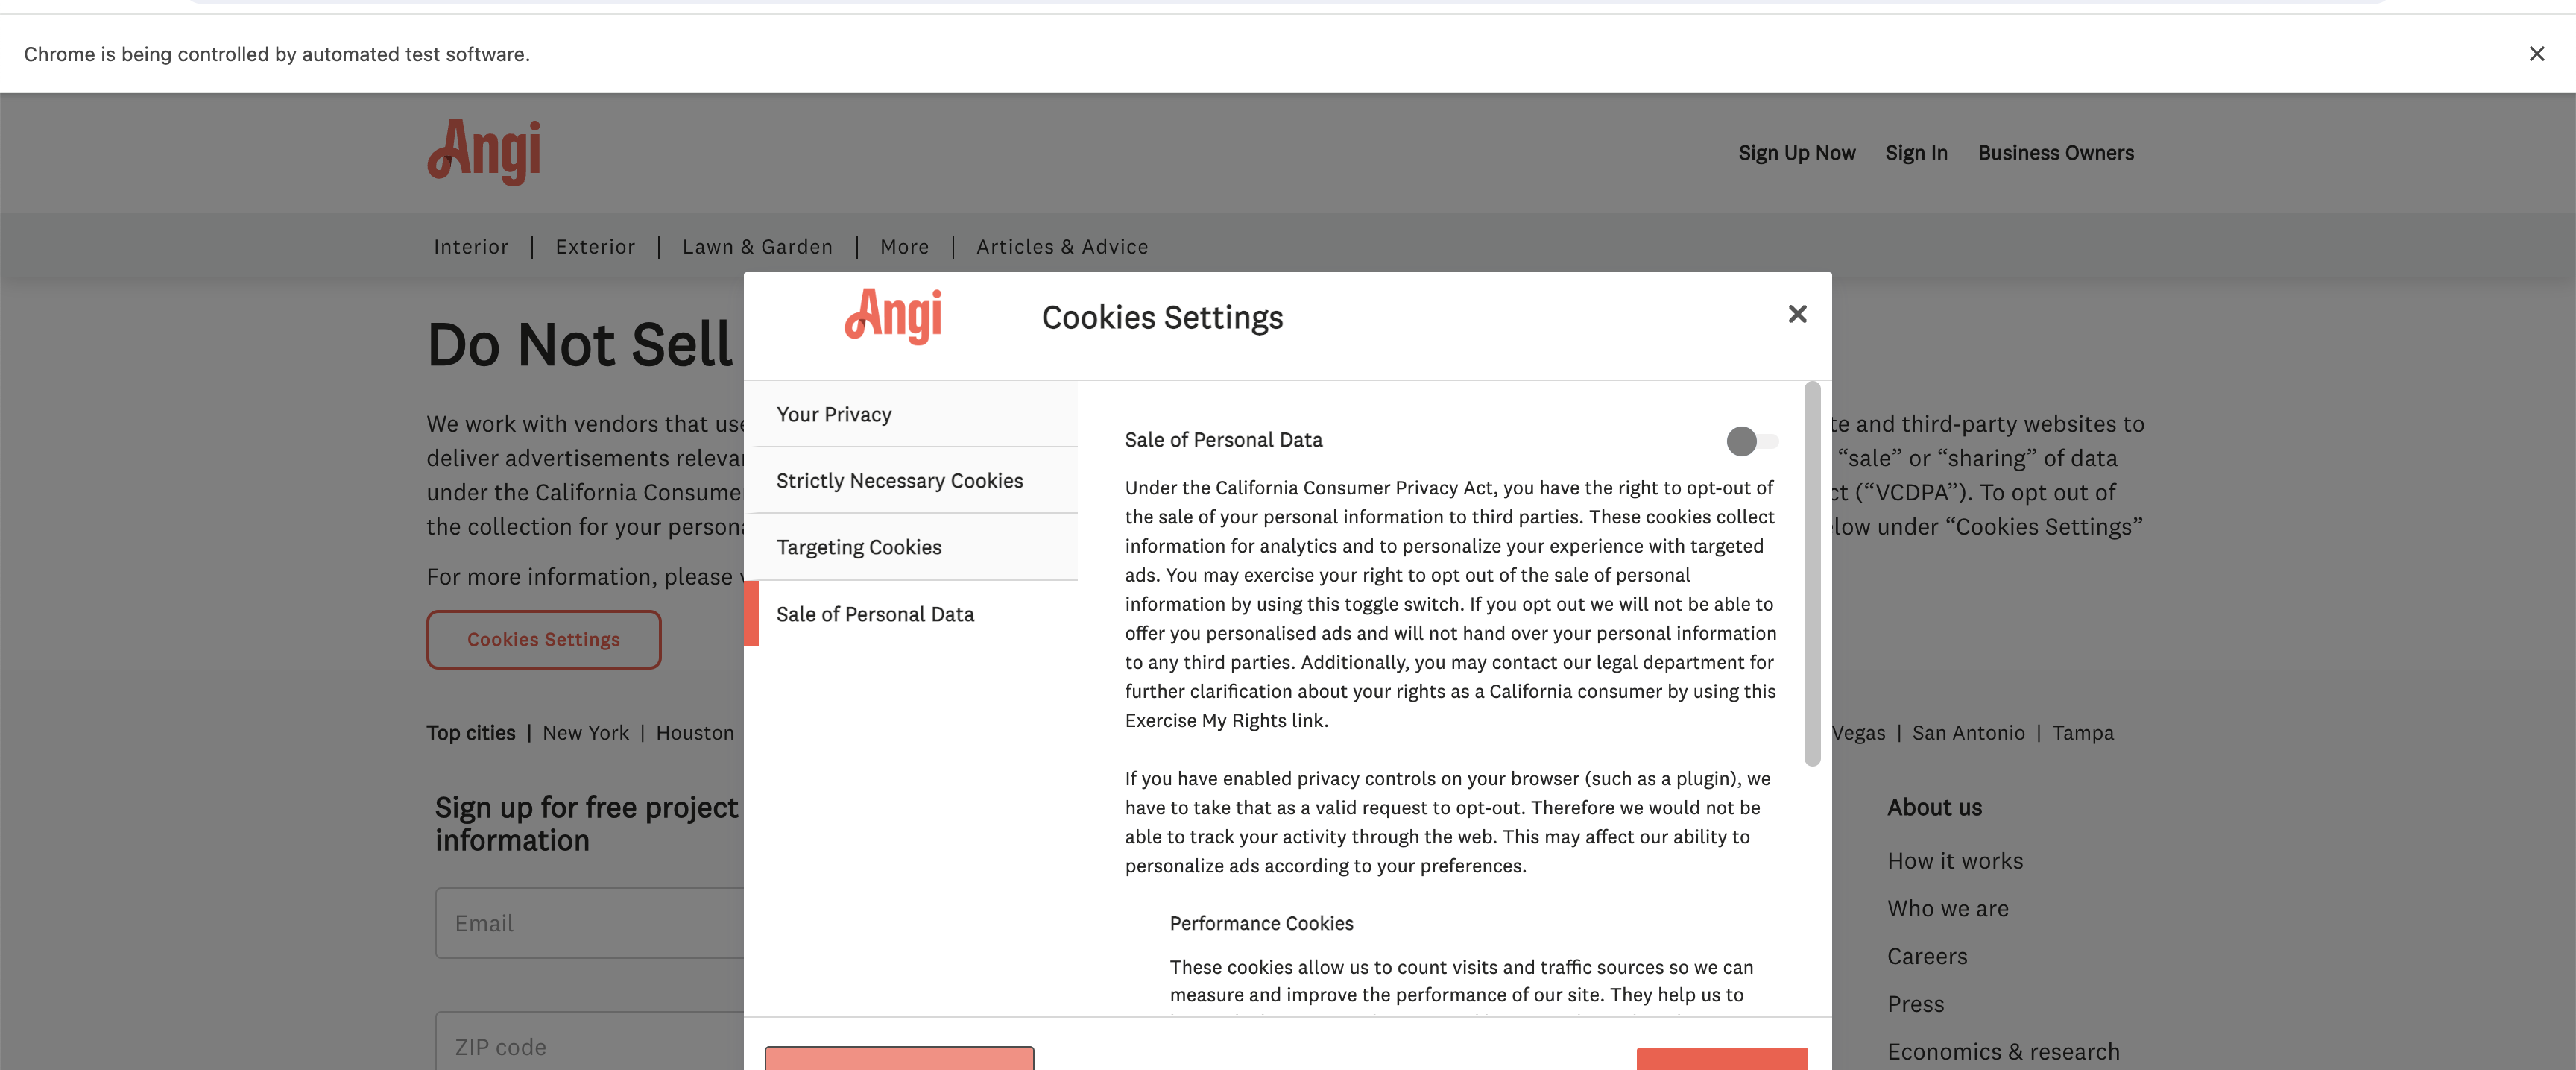 Chrome is being controlled by automated test software.
Angi
Sign Up Now
Sign In
Business Owners
Interior | Exterior | Lawn & Garden | More | Articles & Advice
Do Not Sell
We work with vendors that use
deliver advertisements
under the California
the collection for your
For more information, please
te and third-party websites to
“sale” or “sharing” of data
ct (“VCDPA”). To opt out of
low under “Cookies Settings”
Cookies Settings
Top cities | New York | Houston
Vegas | San Antonio | Tampa
Sign up for free project
information
Email
ZIP code
About us
How it works
Who we are
Careers
Press
Economics & research
Angi
Cookies Settings
Your Privacy
Strictly Necessary Cookies
Targeting Cookies
Sale of Personal Data
Sale of Personal Data
Under the California Consumer Privacy Act, you have the right to opt-out of
the sale of your personal information to third parties. These cookies collect
information for analytics and to personalize your experience with targeted
ads. You may exercise your right to opt out of the sale of personal
information by using this toggle switch. If you opt out we will not be able to
offer you personalised ads and will not hand over your personal information
to any third parties. Additionally, you may contact our legal department for
further clarification about your rights as a California consumer by using this
Exercise My Rights link.
If you have enabled privacy controls on your browser (such as a plugin), we
have to take that as a valid request to opt-out. Therefore we would not be
able to track your activity through the web. This may affect our ability to
personalize ads according to your preferences.
Performance Cookies
These cookies allow us to count visits and traffic sources so we can
measure and improve the performance of our site. They help us to